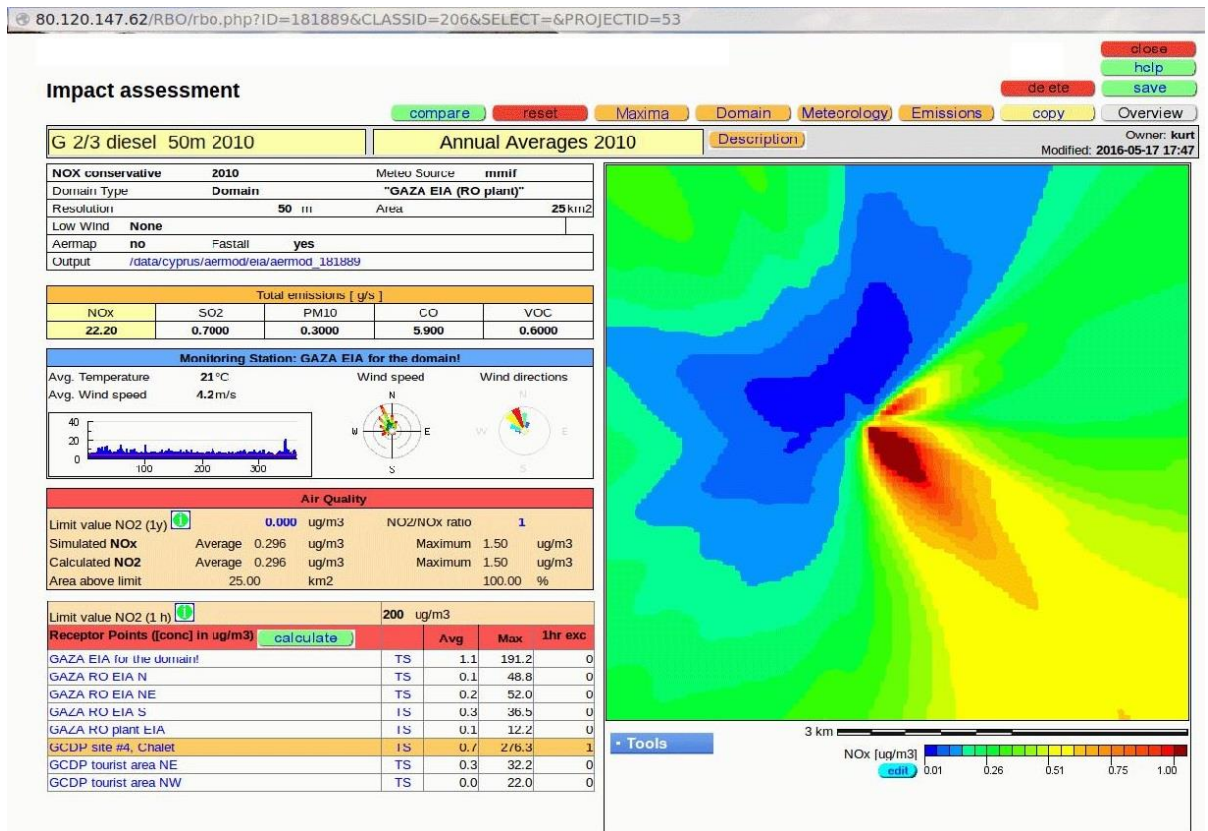 80.120.147.62/RBO/rbo.php?ID=181889&CLASSID=206&SELECT=&PROJECTID=53
close
help
Impact assessment
delete save
compare reset Maxima Domain Meteorology Emissions copy Overview
G 2/3 diesel 50m 2010 Annual Averages 2010 Description Owner: kurt
Modified: 2016-05-17 17:47
NOX conservative 2010 Meteo Source mmif
Domain Type Domain "GAZA EIA (RO plant)"
Resolution 50 m Area 25 km2
Low Wind None
Aermap no Fastall yes
Output /data/cyprus/aermod/eia/aermod_181889
Total emissions [ g/s ]
NOx SO2 PM10 CO VOC
22.20 0.7000 0.3000 5.900 0.6000
Monitoring Station: GAZA EIA for the domain!
Avg. Temperature 21°C Wind speed Wind directions
Avg. Wind speed 4.2m/s
N N
40
20
0
W E W E
100 200 300
S S
Air Quality
Limit value NO2 (1y) 0.000 ug/m3 NO2/NOx ratio 1
Simulated NOx Average 0.296 ug/m3 Maximum 1.50 ug/m3
Calculated NO2 Average 0.296 ug/m3 Maximum 1.50 ug/m3
Area above limit 25.00 km2 100.00 %
Limit value NO2 (1 h) 200 ug/m3
Receptor Points ([conc] in ug/m3) calculate Avg Max 1hr exc
GAZA EIA for the domain! TS 1.1 191.2 0
GAZA RO EIA N TS 0.1 48.8 0
GAZA RO EIA NE TS 0.2 52.0 0
GAZA RO EIA S TS 0.3 36.5 0
GAZA RO plant EIA TS 0.1 12.2 0
GCDP site #4, Chalet TS 0.7 276.3 1
GCDP tourist area NE TS 0.3 32.2 0
GCDP tourist area NW TS 0.0 22.0 0
Tools
3 km
NOx [ug/m3]
edit 0.01 0.26 0.51 0.75 1.00